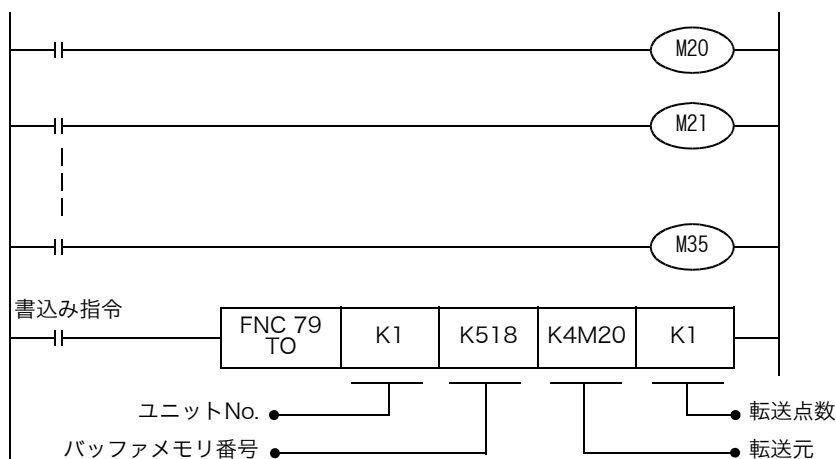 M20
M21
M35
書込み指令
FNC 79
TO
K1
K518
K4M20
K1
ユニットNo.
転送点数
バッファメモリ番号
転送元